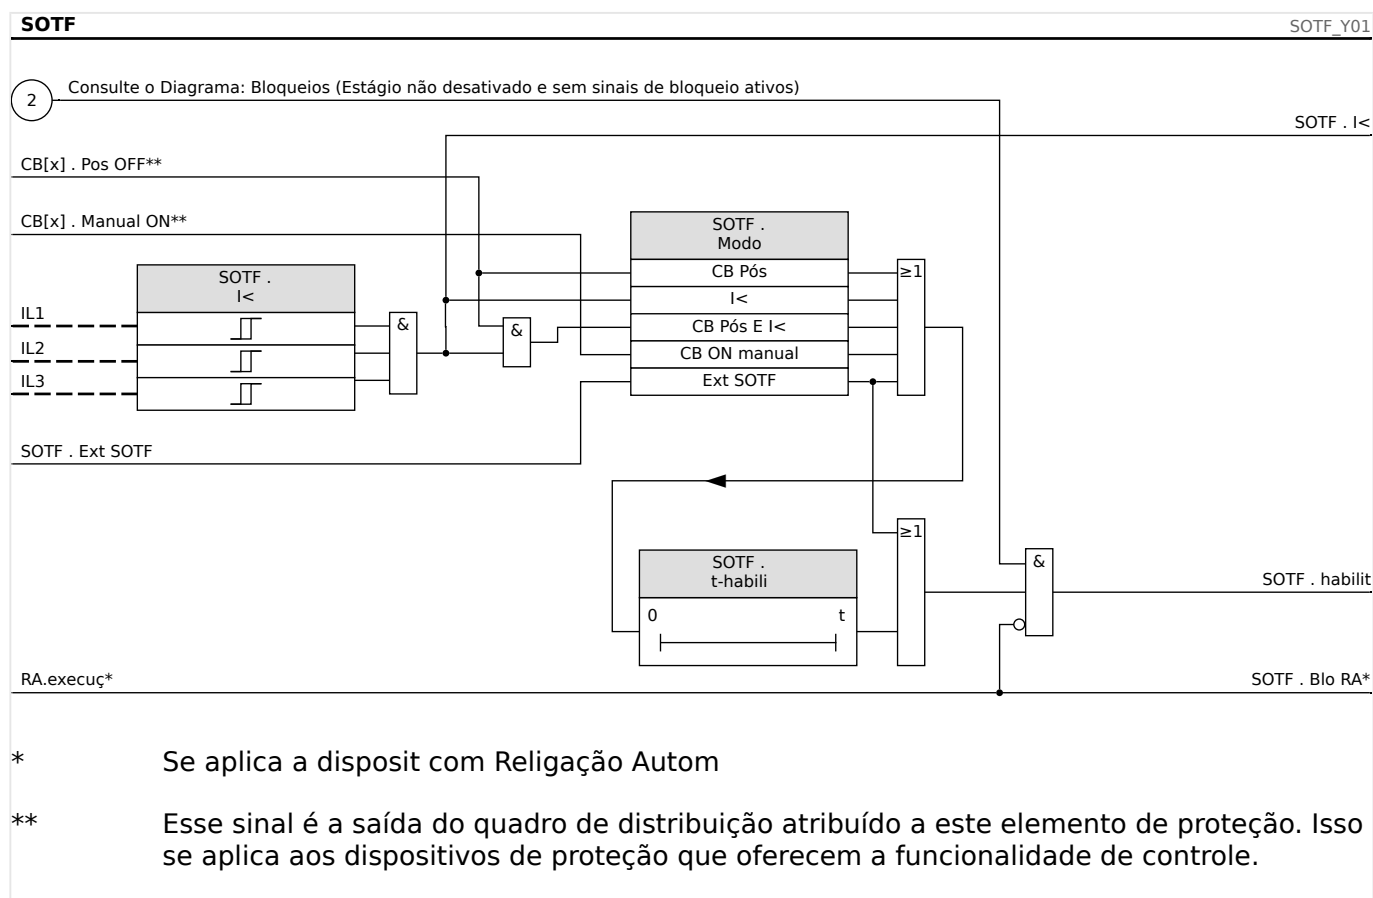 SOTF
SOTF_Y01
2
Consulte o Diagrama: Bloqueios (Estágio não desativado e sem sinais de bloqueio ativos)
SOTF . I<
CB[x] . Pos OFF**
CB[x] . Manual ON**
SOTF .
Modo
CB Pós
≥1
SOTF .
I<
I<
IL1
&
&
CB Pós E I<
IL2
CB ON manual
IL3
Ext SOTF
SOTF . Ext SOTF
≥1
SOTF .
t-habili
&
SOTF . habilit
0
t
RA.execuç*
SOTF . Blo RA*
* Se aplica a disposit com Religação Autom
** Esse sinal é a saída do quadro de distribuição atribuído a este elemento de proteção. Isso
se aplica aos dispositivos de proteção que oferecem a funcionalidade de controle.